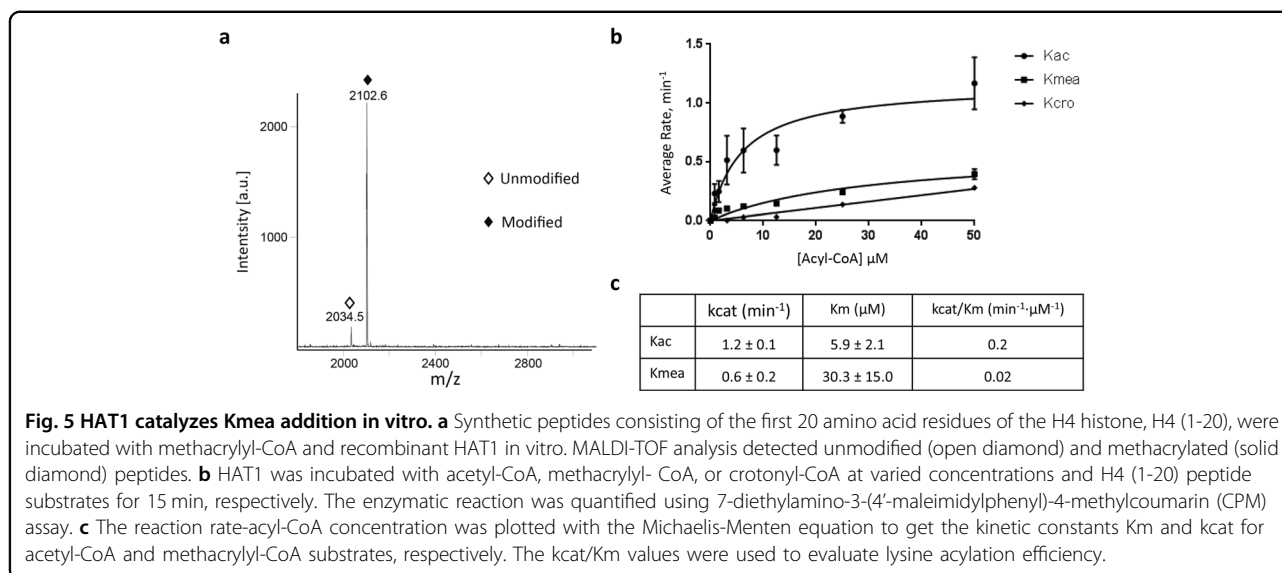 a
2000
1000
Intentsity [a.u.]
2102.6
2034.5
Unmodified
Modified
2000
2400
2800
m/z
b
1.5
1.0
0.5
0.0
Average Rate, min-1
0
10
20
30
40
50
[Acyl-CoA] μM
Kac
Kmea
Kcro
c
kcat (min-1) Km (μM) kcat/Km (min-1·μM-1)
Kac 1.2 ± 0.1 5.9 ± 2.1 0.2
Kmea 0.6 ± 0.2 30.3 ± 15.0 0.02
Fig. 5 HAT1 catalyzes Kmea addition in vitro. a Synthetic peptides consisting of the first 20 amino acid residues of the H4 histone, H4 (1-20), were
incubated with methacrylyl-CoA and recombinant HAT1 in vitro. MALDI-TOF analysis detected unmodified (open diamond) and methacrylated (solid
diamond) peptides. b HAT1 was incubated with acetyl-CoA, methacrylyl- CoA, or crotonyl-CoA at varied concentrations and H4 (1-20) peptide
substrates for 15 min, respectively. The enzymatic reaction was quantified using 7-diethylamino-3-(4′-maleimidylphenyl)-4-methylcoumarin (CPM)
assay. c The reaction rate-acyl-CoA concentration was plotted with the Michaelis-Menten equation to get the kinetic constants Km and kcat for
acetyl-CoA and methacrylyl-CoA substrates, respectively. The kcat/Km values were used to evaluate lysine acylation efficiency.